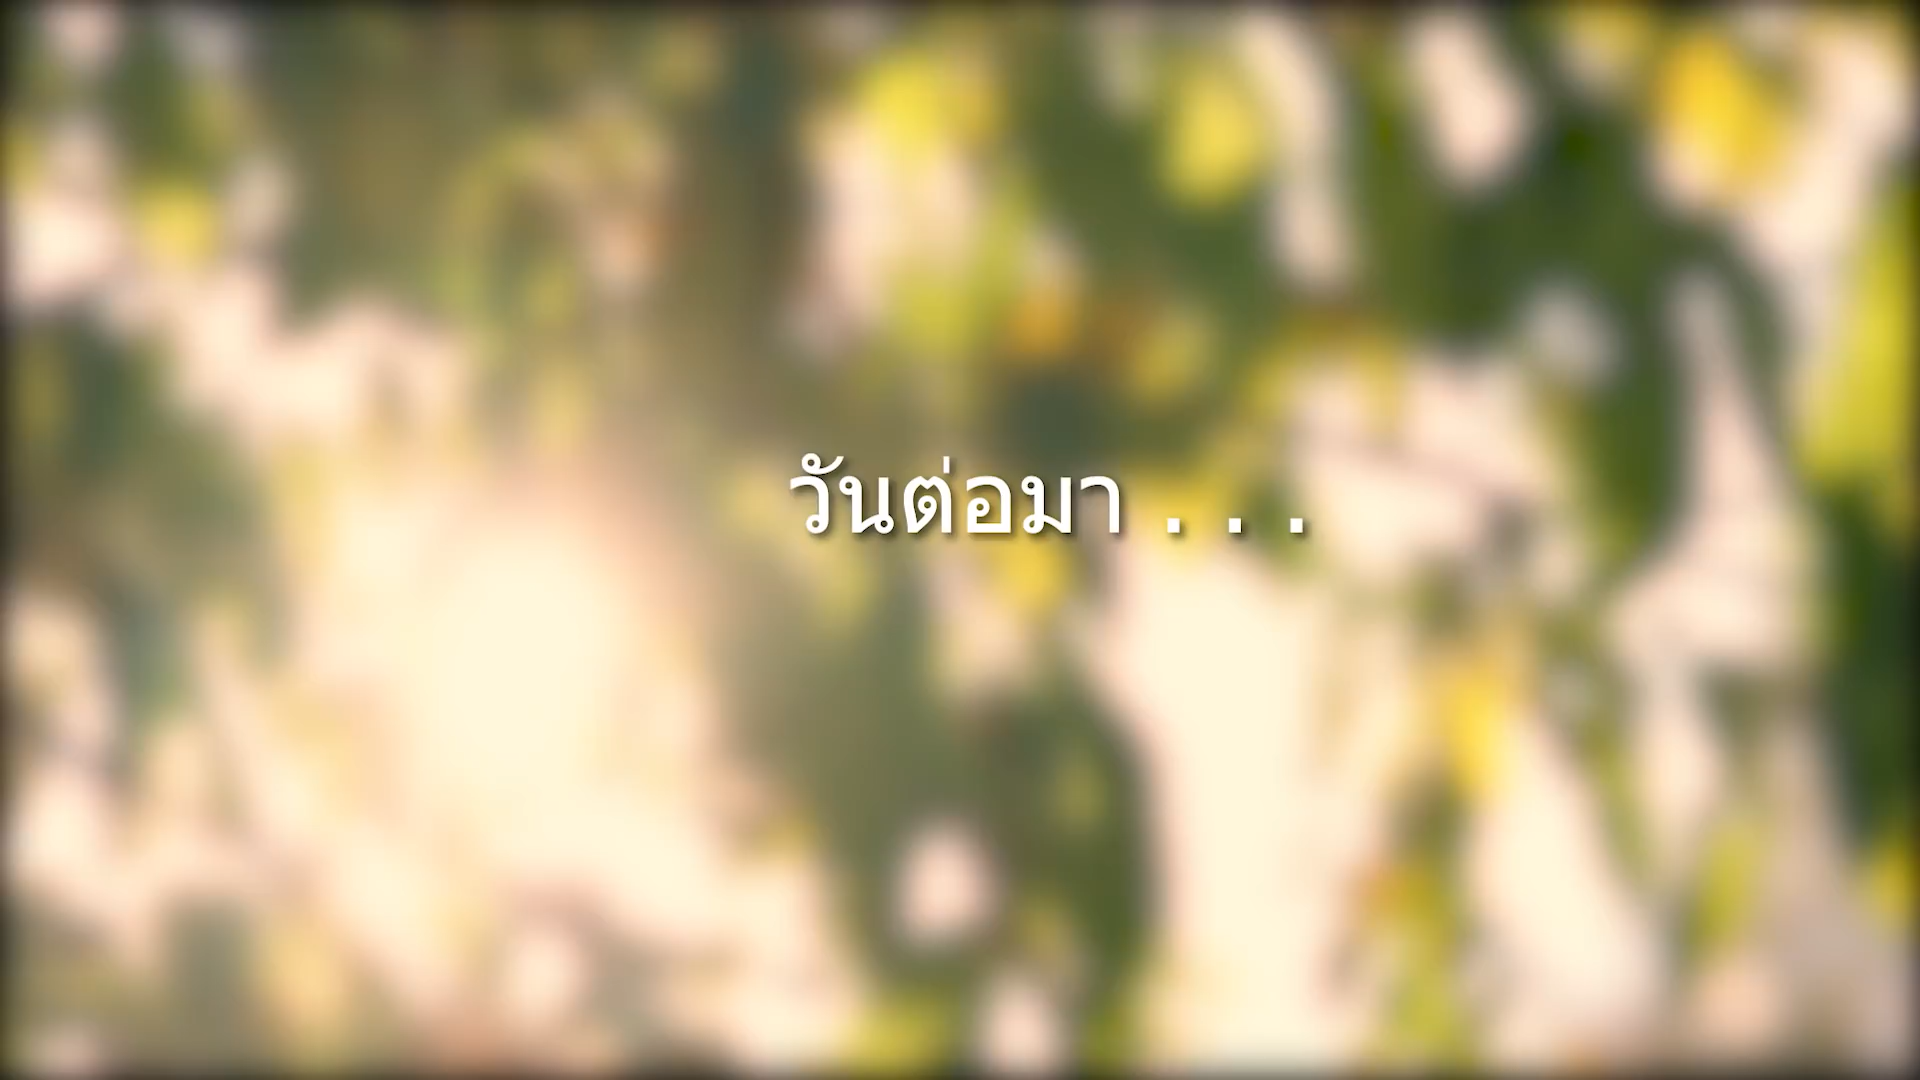 วันต่อมา . . .